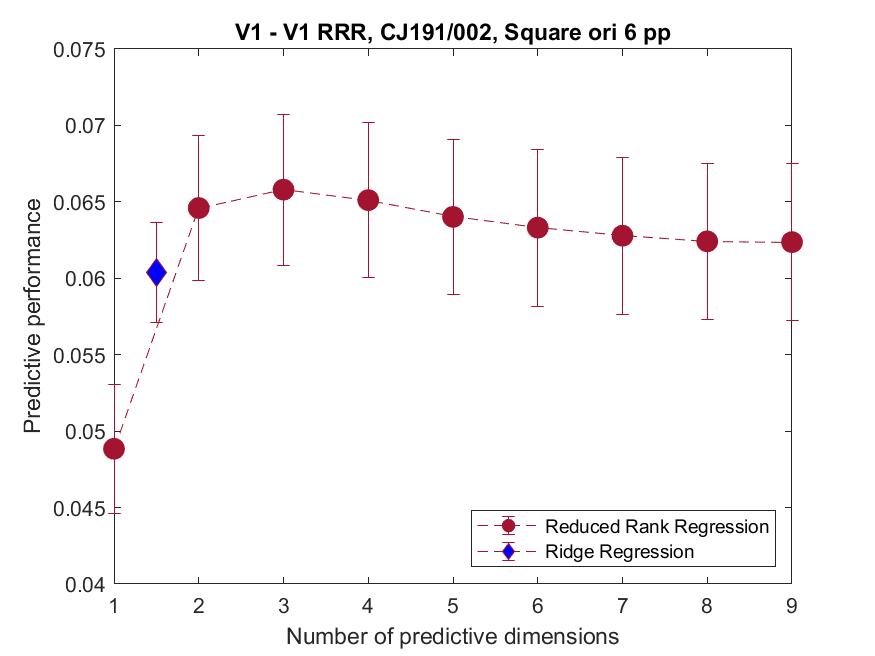 V1 - V1 RRR, CJ191/002, Square ori 6 pp
0.075
0.07
0.065
0.06
0.055
0.05
0.045
0.04
Predictive performance
1 2 3 4 5 6 7 8 9
Number of predictive dimensions
Reduced Rank Regression
Ridge Regression